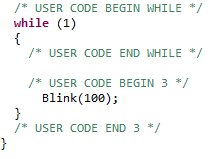 /* USER CODE BEGIN WHILE */
while (1)
{
/* USER CODE END WHILE */
/* USER CODE BEGIN 3 */
Blink(100);
}
/* USER CODE END 3 */
}